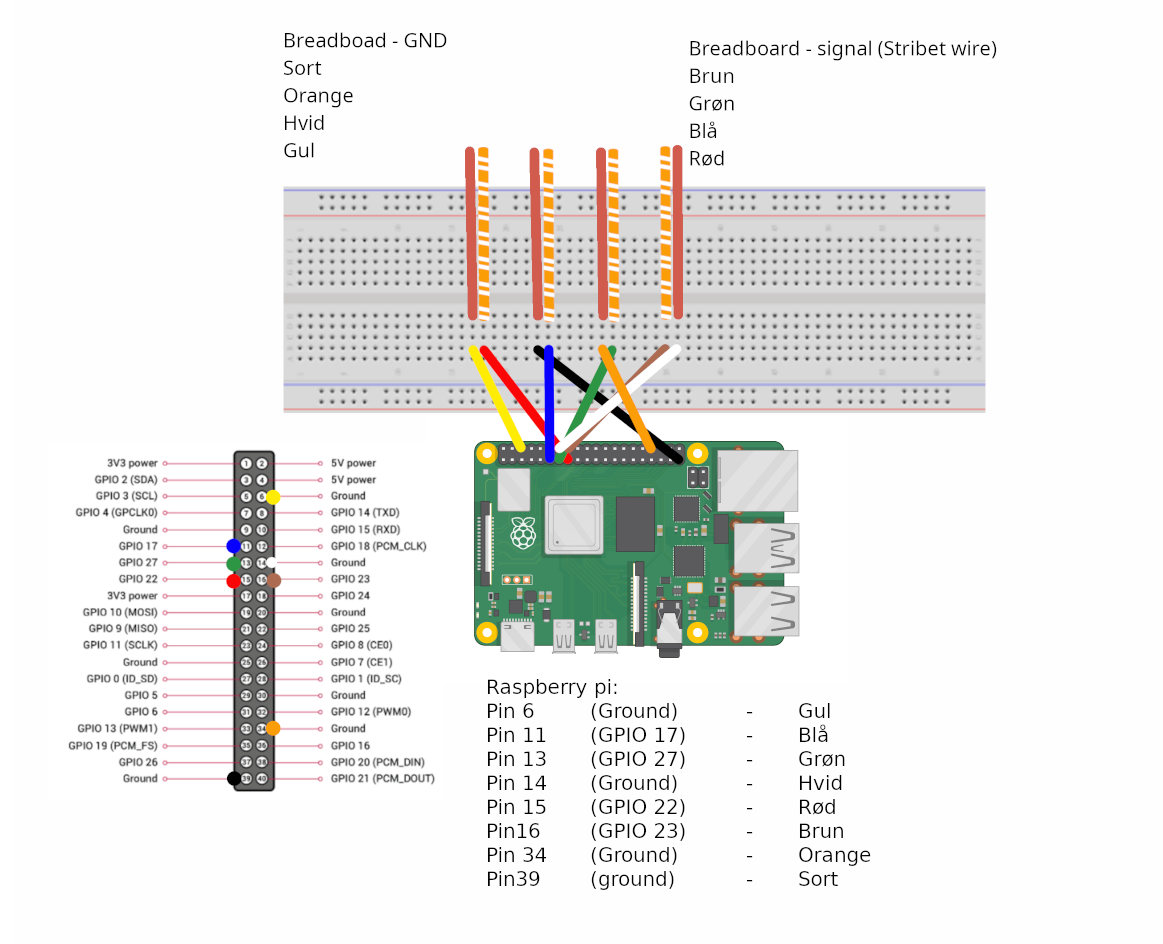 Breadboad - GND
Sort
Orange
Hvid
Gul
Breadboard - signal (Stribet wire)
Brun
Grøn
Blå
Rød
3V3 power 1 2 5V power
GPIO 2 (SDA) 3 4 5V power
GPIO 3 (SCL) 5 6 Ground
GPIO 4 (GPCLK0) 7 8 GPIO 14 (TXD)
Ground 9 10 GPIO 15 (RXD)
GPIO 17 11 12 GPIO 18 (PCM_CLK)
GPIO 27 13 14 Ground
GPIO 22 15 16 GPIO 23
3V3 power 17 18 GPIO 24
GPIO 10 (MOSI) 19 20 Ground
GPIO 9 (MISO) 21 22 GPIO 25
GPIO 11 (SCLK) 23 24 GPIO 8 (CE0)
Ground 25 26 GPIO 7 (CE1)
GPIO 0 (ID_SD) 27 28 GPIO 1 (ID_SC)
GPIO 5 29 30 Ground
GPIO 6 31 32 GPIO 12 (PWM0)
GPIO 13 (PWM1) 33 34 Ground
GPIO 19 (PCM_FS) 35 36 GPIO 16
GPIO 26 37 38 GPIO 20 (PCM_DIN)
Ground 39 40 GPIO 21 (PCM_DOUT)
Raspberry pi:
Pin 6 (Ground) - Gul
Pin 11 (GPIO 17) - Blå
Pin 13 (GPIO 27) - Grøn
Pin 14 (Ground) - Hvid
Pin 15 (GPIO 22) - Rød
Pin16 (GPIO 23) - Brun
Pin 34 (Ground) - Orange
Pin39 (ground) - Sort